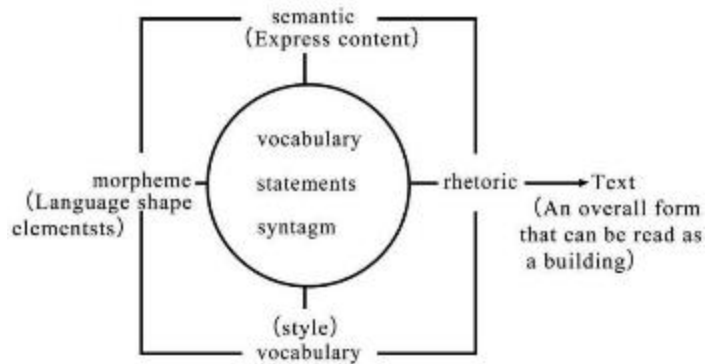 semantic
(Express content)
vocabulary
statements
syntagm
morpheme
(Language shape
elementsts)
rhetoric
Text
(An overall form
that can be read as
a building)
(style)
vocabulary